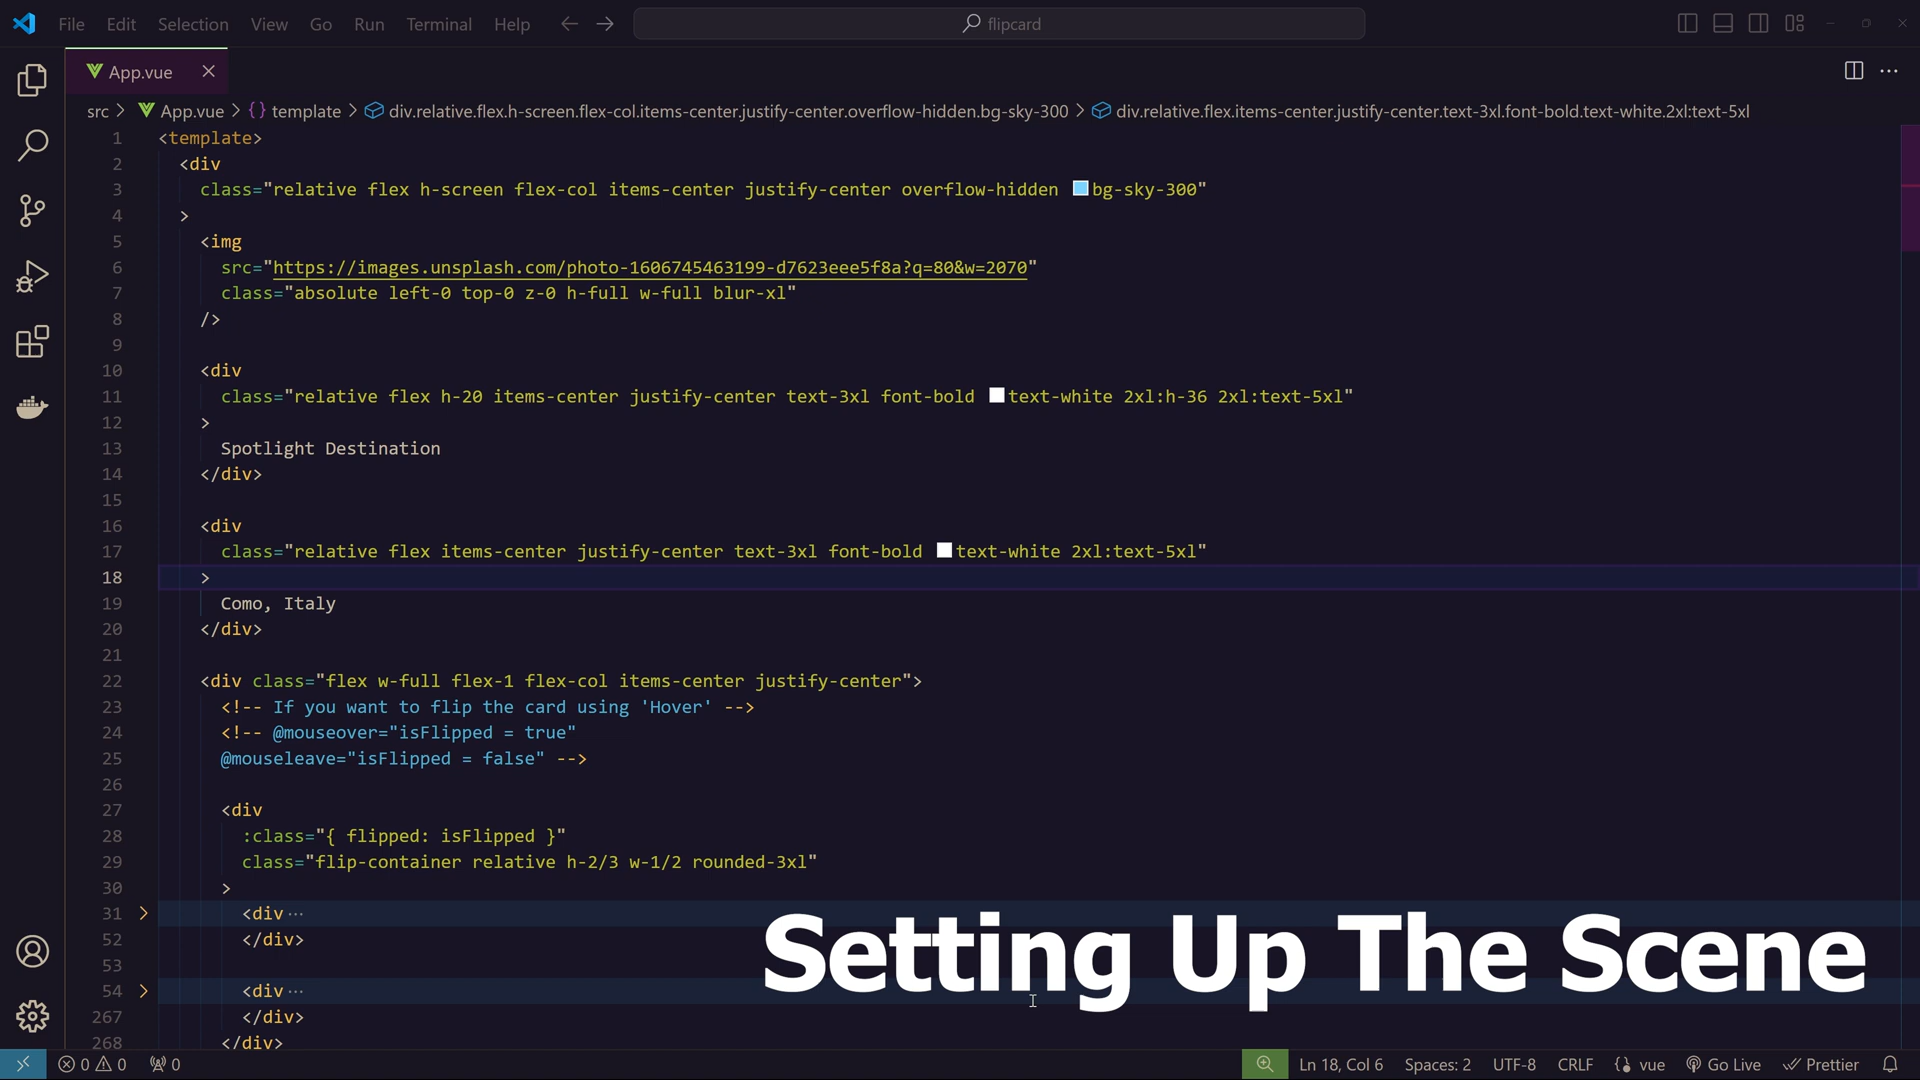 File Edit Selection View Go Run Terminal Help flipcard
App.vue
src > App.vue > {} template > div.relative.flex.h-screen.flex-col.items-center.justify-center.overflow-hidden.bg-sky-300 > div.relative.flex.items-center.justify-center.text-3xl.font-bold.text-white.2xl:text-5xl
1 <template>
2 <div
3 class="relative flex h-screen flex-col items-center justify-center overflow-hidden bg-sky-300"
4 >
5 <img
6 src="https://images.unsplash.com/photo-1606745463199-d7623eee5f8a?q=80&w=2070"
7 class="absolute left-0 top-0 z-0 h-full w-full blur-xl"
8 />
9
10 <div
11 class="relative flex h-20 items-center justify-center text-3xl font-bold text-white 2xl:h-36 2xl:text-5xl"
12 >
13 Spotlight Destination
14 </div>
15
16 <div
17 class="relative flex items-center justify-center text-3xl font-bold text-white 2xl:text-5xl"
18 >
19 Como, Italy
20 </div>
21
22 <div class="flex w-full flex-1 flex-col items-center justify-center">
23 <!-- If you want to flip the card using 'Hover' -->
24 <!-- @mouseover="isFlipped = true"
25 @mouseleave="isFlipped = false" -->
26
27 <div
28 :class="{ flipped: isFlipped }"
29 class="flip-container relative h-2/3 w-1/2 rounded-3xl"
30 >
31 <div ···
52 </div>
53
54 <div ···
267 </div>
268 </div>
Setting Up The Scene
0 0 0 Ln 18, Col 6 Spaces: 2 UTF-8 CRLF {} vue Go Live Prettier